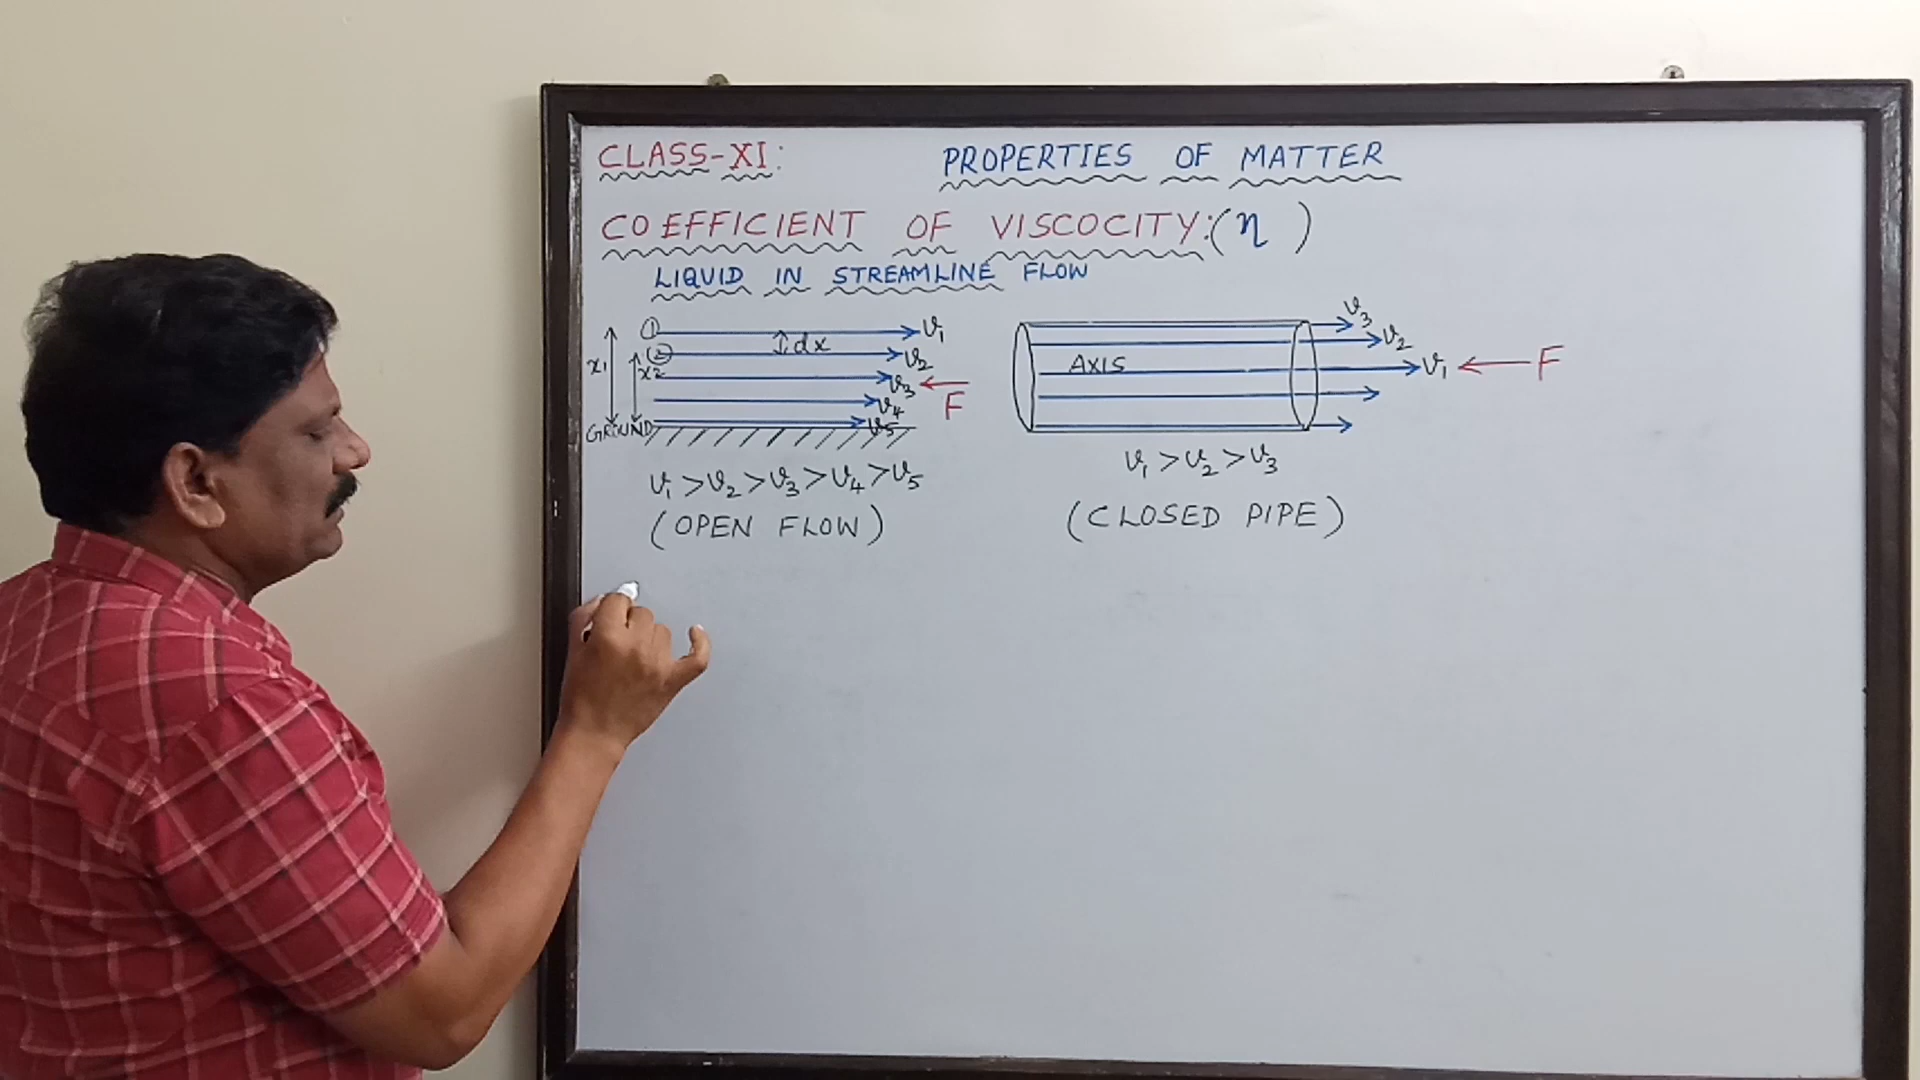 CLASS-XI: PROPERTIES OF MATTER
COEFFICIENT OF VISCOCITY:(η )
LIQUID IN STREAMLINE FLOW
① v₁
dx
② v₂
x₁
x₂
v₃
F
v₄
GROUND v₅
v₁ > v₂ > v₃ > v₄ > v₅
(OPEN FLOW)
v₃
v₂
AXIS v₁ F
v₁ > v₂ > v₃
(CLOSED PIPE)